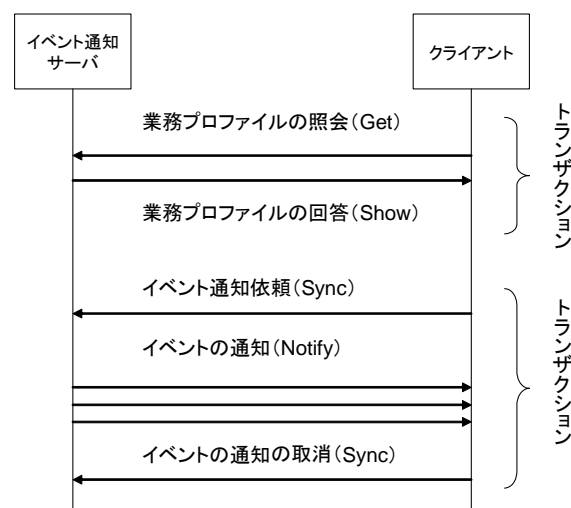 イベント通知
サーバ
クライアント
業務プロファイルの照会(Get)
業務プロファイルの回答(Show)
トランザクション
イベント通知依頼(Sync)
イベントの通知(Notify)
イベントの通知の取消(Sync)
トランザクション